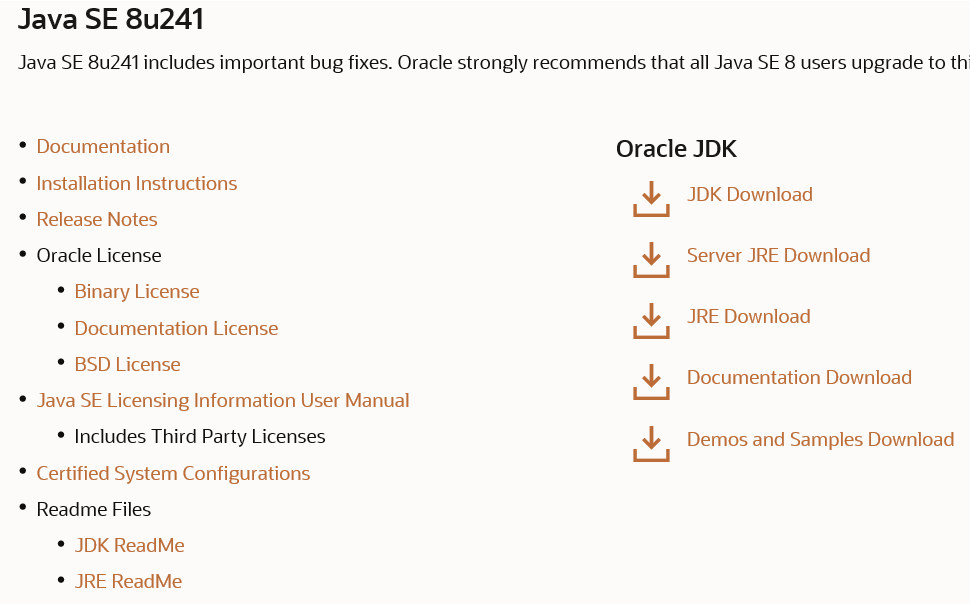 Java SE 8u241
Java SE 8u241 includes important bug fixes. Oracle strongly recommends that all Java SE 8 users upgrade to
Documentation
Installation Instructions
Release Notes
Oracle License
Binary License
Documentation License
BSD License
Java SE Licensing Information User Manual
Includes Third Party Licenses
Certified System Configurations
Readme Files
JDK ReadMe
JRE ReadMe
Oracle JDK
JDK Download
Server JRE Download
JRE Download
Documentation Download
Demos and Samples Download